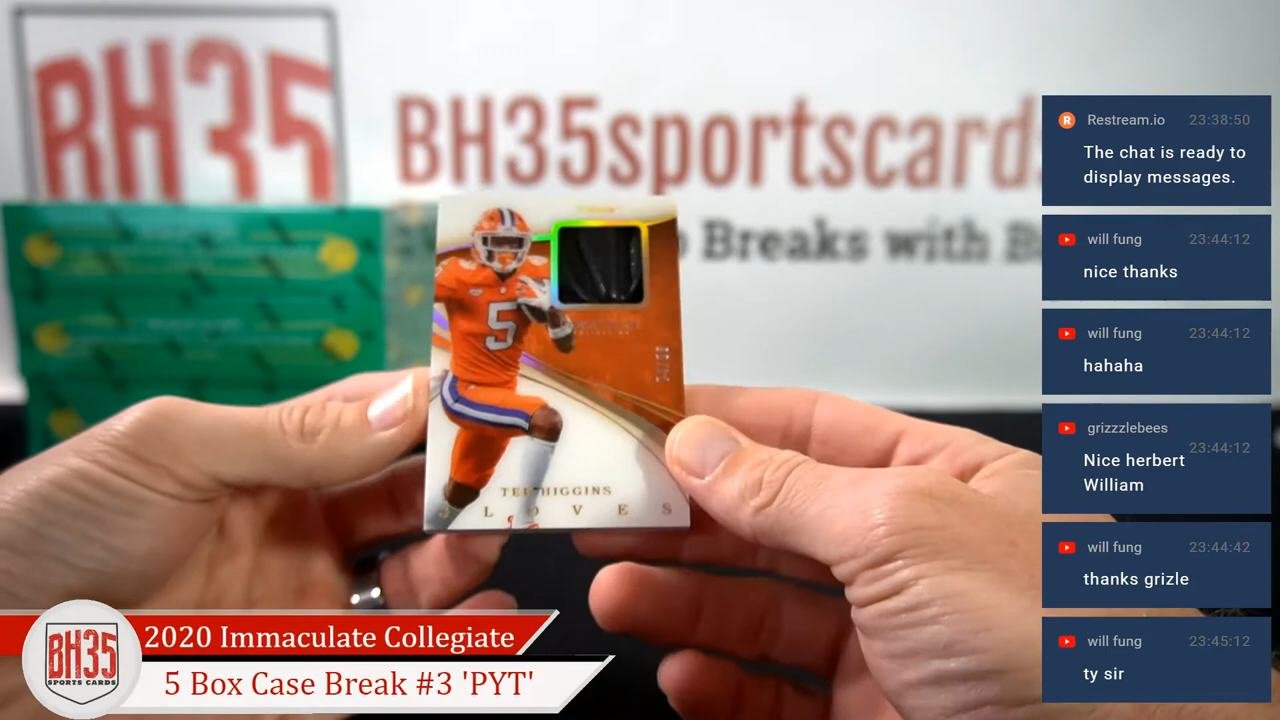 BH35
BH35sportscards
Breaks with B
5
TEE HIGGINS
GLOVES
BH35
SPORTS CARDS
2020 Immaculate Collegiate
5 Box Case Break #3 'PYT'
R Restream.io 23:38:50
The chat is ready to
display messages.
will fung 23:44:12
nice thanks
will fung 23:44:12
hahaha
grizzzlebees
23:44:12
Nice herbert
William
will fung 23:44:42
thanks grizle
will fung 23:45:12
ty sir